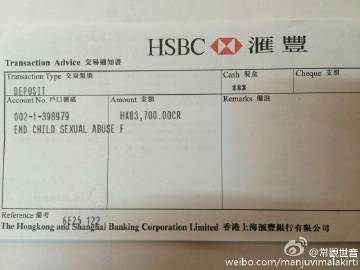 HSBC 滙豐
Transaction Advice 交易通知書
Transaction Type 交易類別 Cash 現金 Cheque 支票
DEPOSIT ***
Account No. 戶口號碼 Amount 金額 Remarks 備註
002-1-398979 HKD3,700.00CR
END CHILD SEXUAL ABUSE F
Reference 備考 6F25 122
The Hongkong and Shanghai Banking Corporation Limited 香港上海滙豐銀行有限公司
@常觀世音
weibo.com/manjuvimalakirti